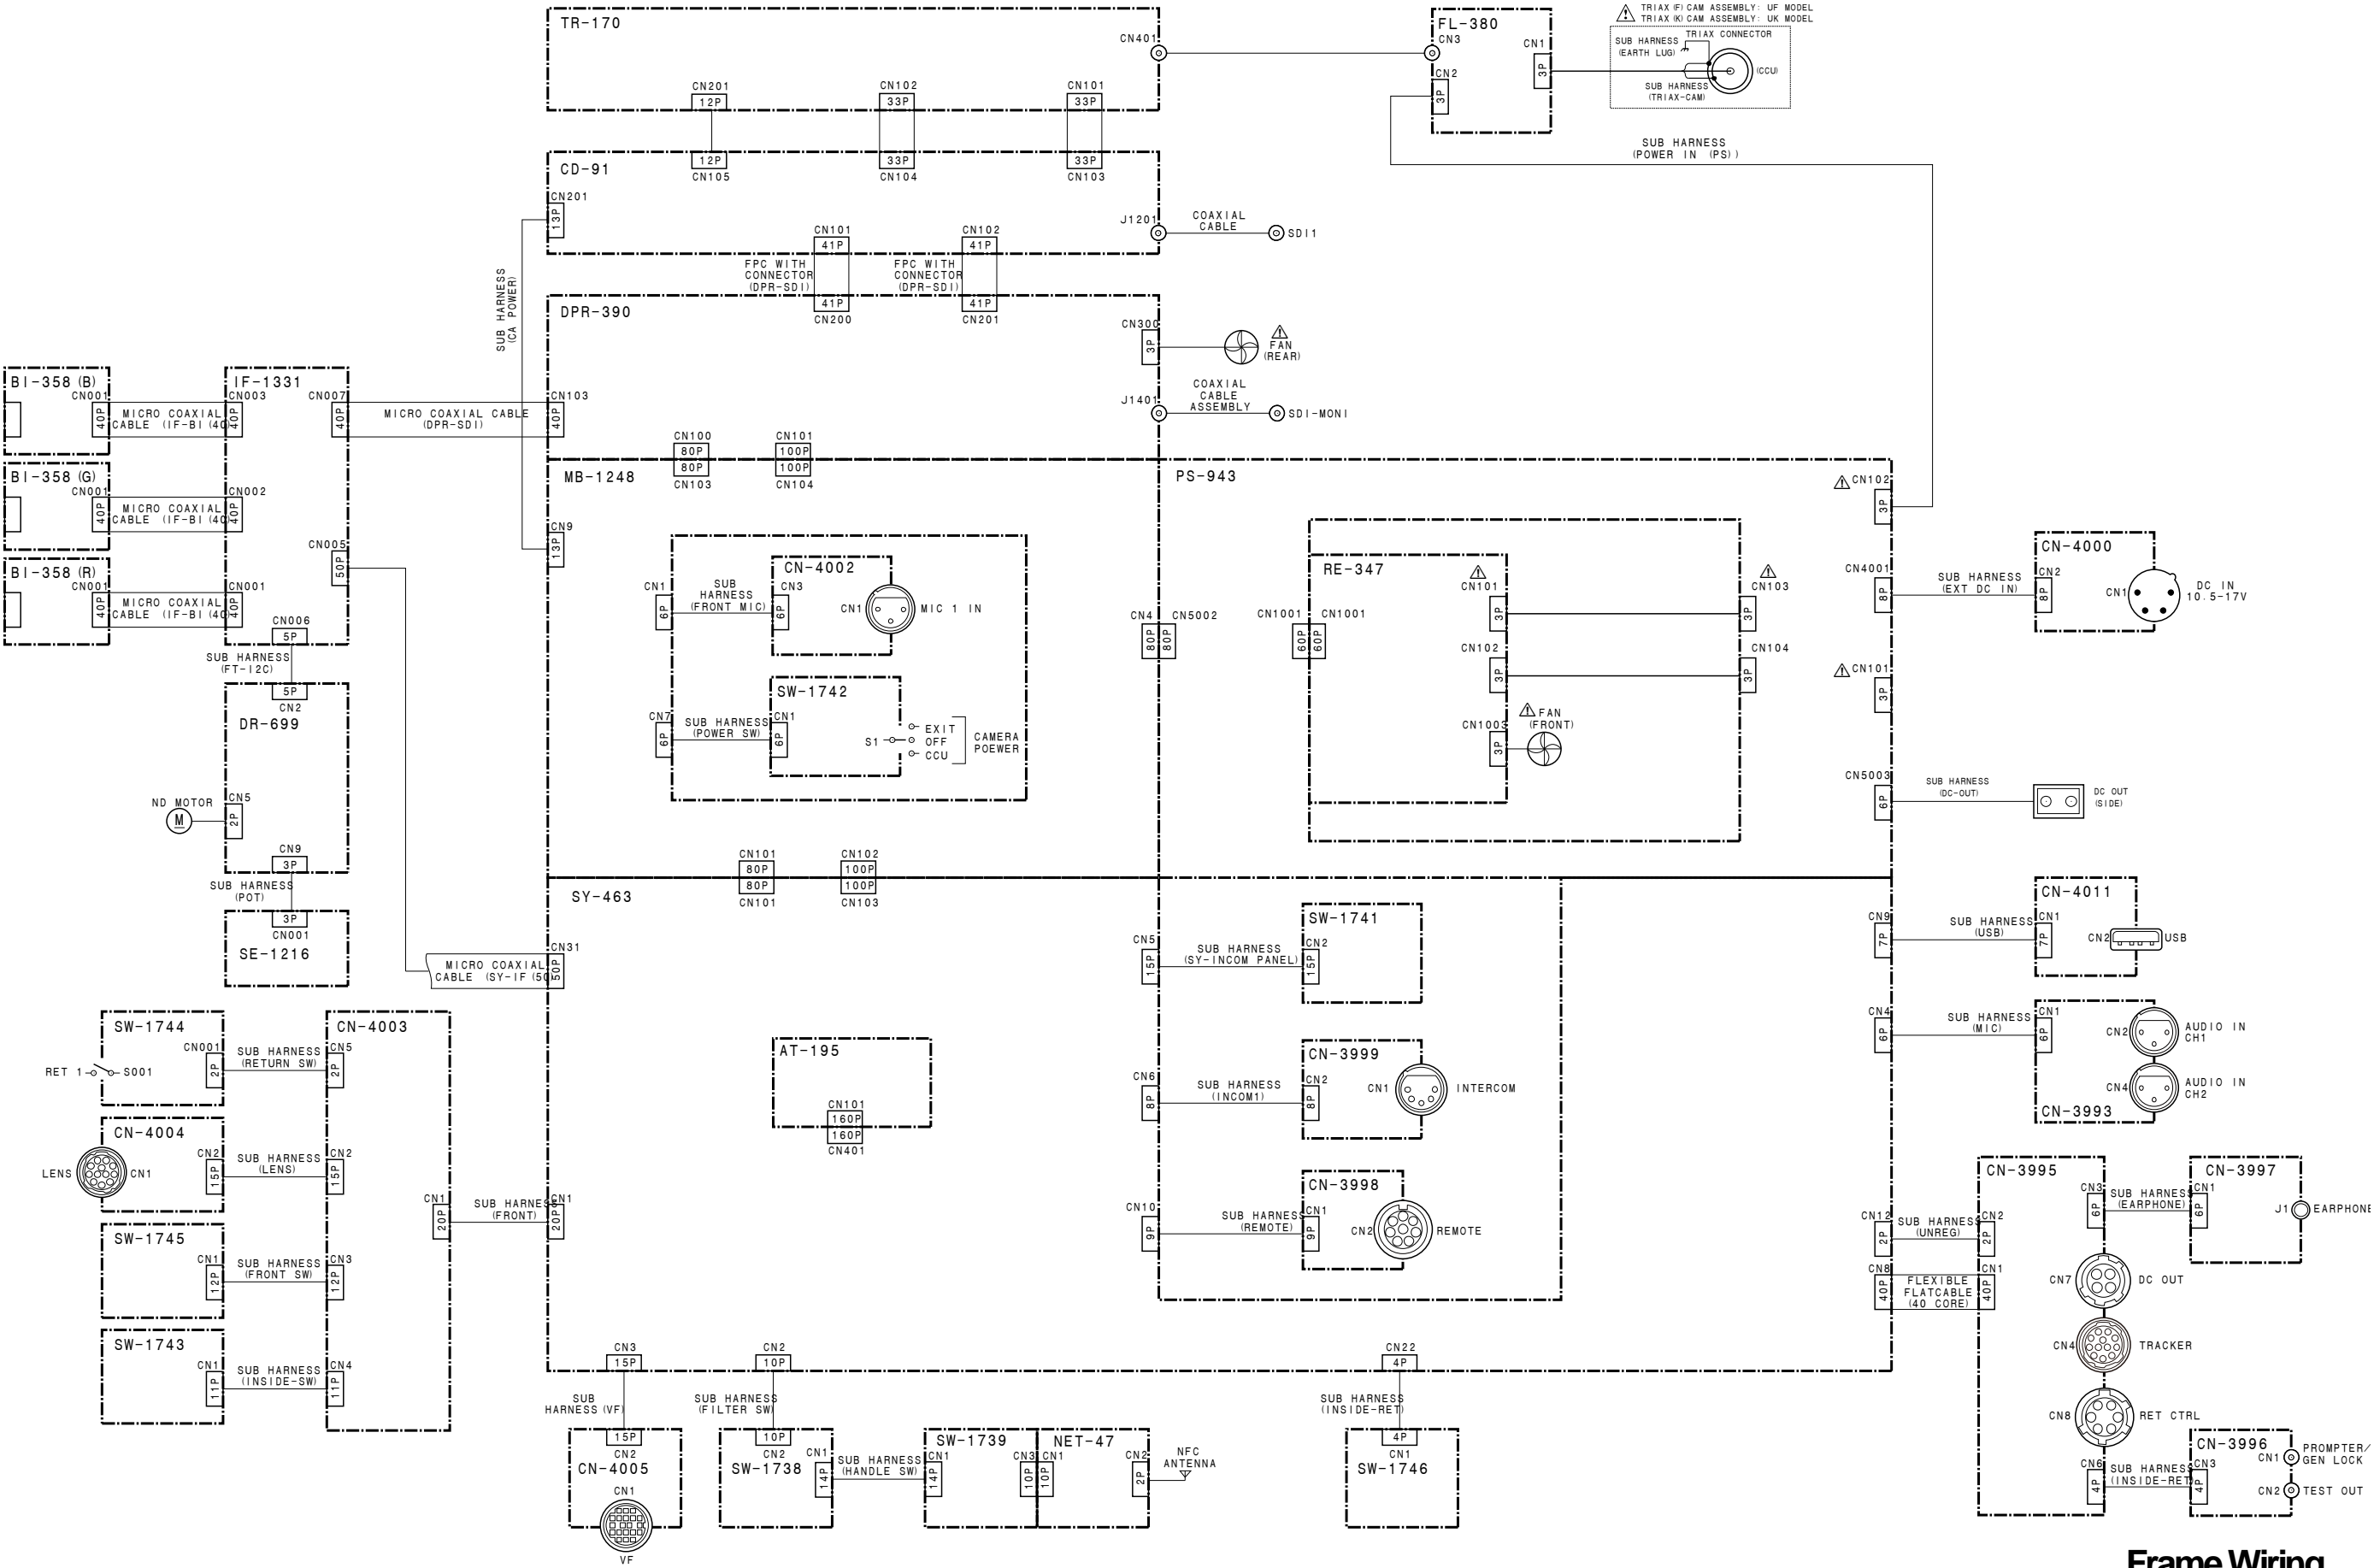 TR-170
CN401
CN201
12P
CN102
33P
CN101
33P
FL-380
CN3
CN1
3P
CN2
3P
TRIAX (F) CAM ASSEMBLY: UF MODEL
TRIAX (K) CAM ASSEMBLY: UK MODEL
SUB HARNESS
(EARTH LUG)
TRIAX CONNECTOR
(CCU)
SUB HARNESS
(TRIAX-CAM)
SUB HARNESS
(POWER IN (PS))
12P
CN105
33P
CN104
33P
CN103
CD-91
CN201
13P
J1201
COAXIAL
CABLE
SDI1
CN101
41P
CN102
41P
FPC WITH
CONNECTOR
(DPR-SDI)
FPC WITH
CONNECTOR
(DPR-SDI)
SUB HARNESS
(CA POWER)
41P
CN200
41P
CN201
DPR-390
CN300
3P
FAN
(REAR)
J1401
COAXIAL
CABLE
ASSEMBLY
SDI-MONI
BI-358 (B)
CN001
40P
MICRO COAXIAL
CABLE (IF-BI (40)
IF-1331
CN003
40P
CN007
40P
MICRO COAXIAL CABLE
(DPR-SDI)
CN103
40P
BI-358 (G)
CN001
40P
MICRO COAXIAL
CABLE (IF-BI (40)
CN002
40P
BI-358 (R)
CN001
40P
MICRO COAXIAL
CABLE (IF-BI (40)
CN001
40P
CN005
50P
CN006
5P
SUB HARNESS
(FT-I2C)
5P
CN2
DR-699
ND MOTOR
M
CN5
2P
CN9
3P
SUB HARNESS
(POT)
3P
CN001
SE-1216
CN100
80P
80P
CN103
CN101
100P
100P
CN104
MB-1248
CN9
13P
CN1
6P
SUB
HARNESS
(FRONT MIC)
CN-4002
CN3
6P
CN1
MIC 1 IN
CN7
6P
SUB HARNESS
(POWER SW)
SW-1742
CN1
6P
S1
EXIT
OFF
CCU
CAMERA
POEWER
PS-943
CN4
80P
CN5002
80P
CN1001
60P
CN1001
60P
RE-347
CN101
3P
CN103
3P
CN102
3P
CN104
3P
CN1003
3P
FAN
(FRONT)
CN102
3P
CN4001
8P
SUB HARNESS
(EXT DC IN)
CN-4000
CN2
8P
CN1
DC IN
10.5-17V
CN101
3P
CN5003
6P
SUB HARNESS
(DC-OUT)
DC OUT
(SIDE)
CN101
80P
80P
CN101
CN102
100P
100P
CN103
SY-463
CN31
50P
MICRO COAXIAL
CABLE (SY-IF (50
AT-195
CN101
160P
160P
CN401
CN5
15P
SUB HARNESS
(SY-INCOM PANEL)
SW-1741
CN2
15P
CN6
8P
SUB HARNESS
(INCOM1)
CN-3999
CN2
8P
CN1
INTERCOM
CN10
9P
SUB HARNESS
(REMOTE)
CN-3998
CN1
9P
CN2
REMOTE
CN9
7P
SUB HARNESS
(USB)
CN-4011
CN1
7P
CN2
USB
CN4
6P
SUB HARNESS
(MIC)
CN1
6P
CN2
AUDIO IN
CH1
CN4
AUDIO IN
CH2
CN-3993
SW-1744
RET 1
S001
CN001
2P
SUB HARNESS
(RETURN SW)
CN-4003
CN5
2P
CN-4004
LENS
CN1
CN2
15P
SUB HARNESS
(LENS)
CN2
15P
CN1
20P
SUB HARNESS
(FRONT)
CN1
20P
SW-1745
CN1
12P
SUB HARNESS
(FRONT SW)
CN3
12P
SW-1743
CN1
11P
SUB HARNESS
(INSIDE-SW)
CN4
11P
CN12
2P
SUB HARNESS
(UNREG)
CN2
2P
CN8
40P
FLEXIBLE
FLATCABLE
(40 CORE)
CN1
40P
CN-3995
CN3
6P
SUB HARNESS
(EARPHONE)
CN-3997
CN1
6P
J1
EARPHONE
CN7
DC OUT
CN4
TRACKER
CN8
RET CTRL
CN6
4P
SUB HARNESS
(INSIDE-RET)
CN-3996
CN3
4P
CN1
PROMPTER/
GEN LOCK
CN2
TEST OUT
CN3
15P
SUB
HARNESS (VF)
15P
CN2
CN-4005
CN1
VF
CN2
10P
SUB HARNESS
(FILTER SW)
10P
CN2
SW-1738
CN1
14P
SUB HARNESS
(HANDLE SW)
SW-1739
CN1
14P
CN3
10P
NET-47
CN1
10P
CN2
2P
NFC
ANTENNA
CN22
4P
SUB HARNESS
(INSIDE-RET)
4P
CN1
SW-1746
Frame Wiring